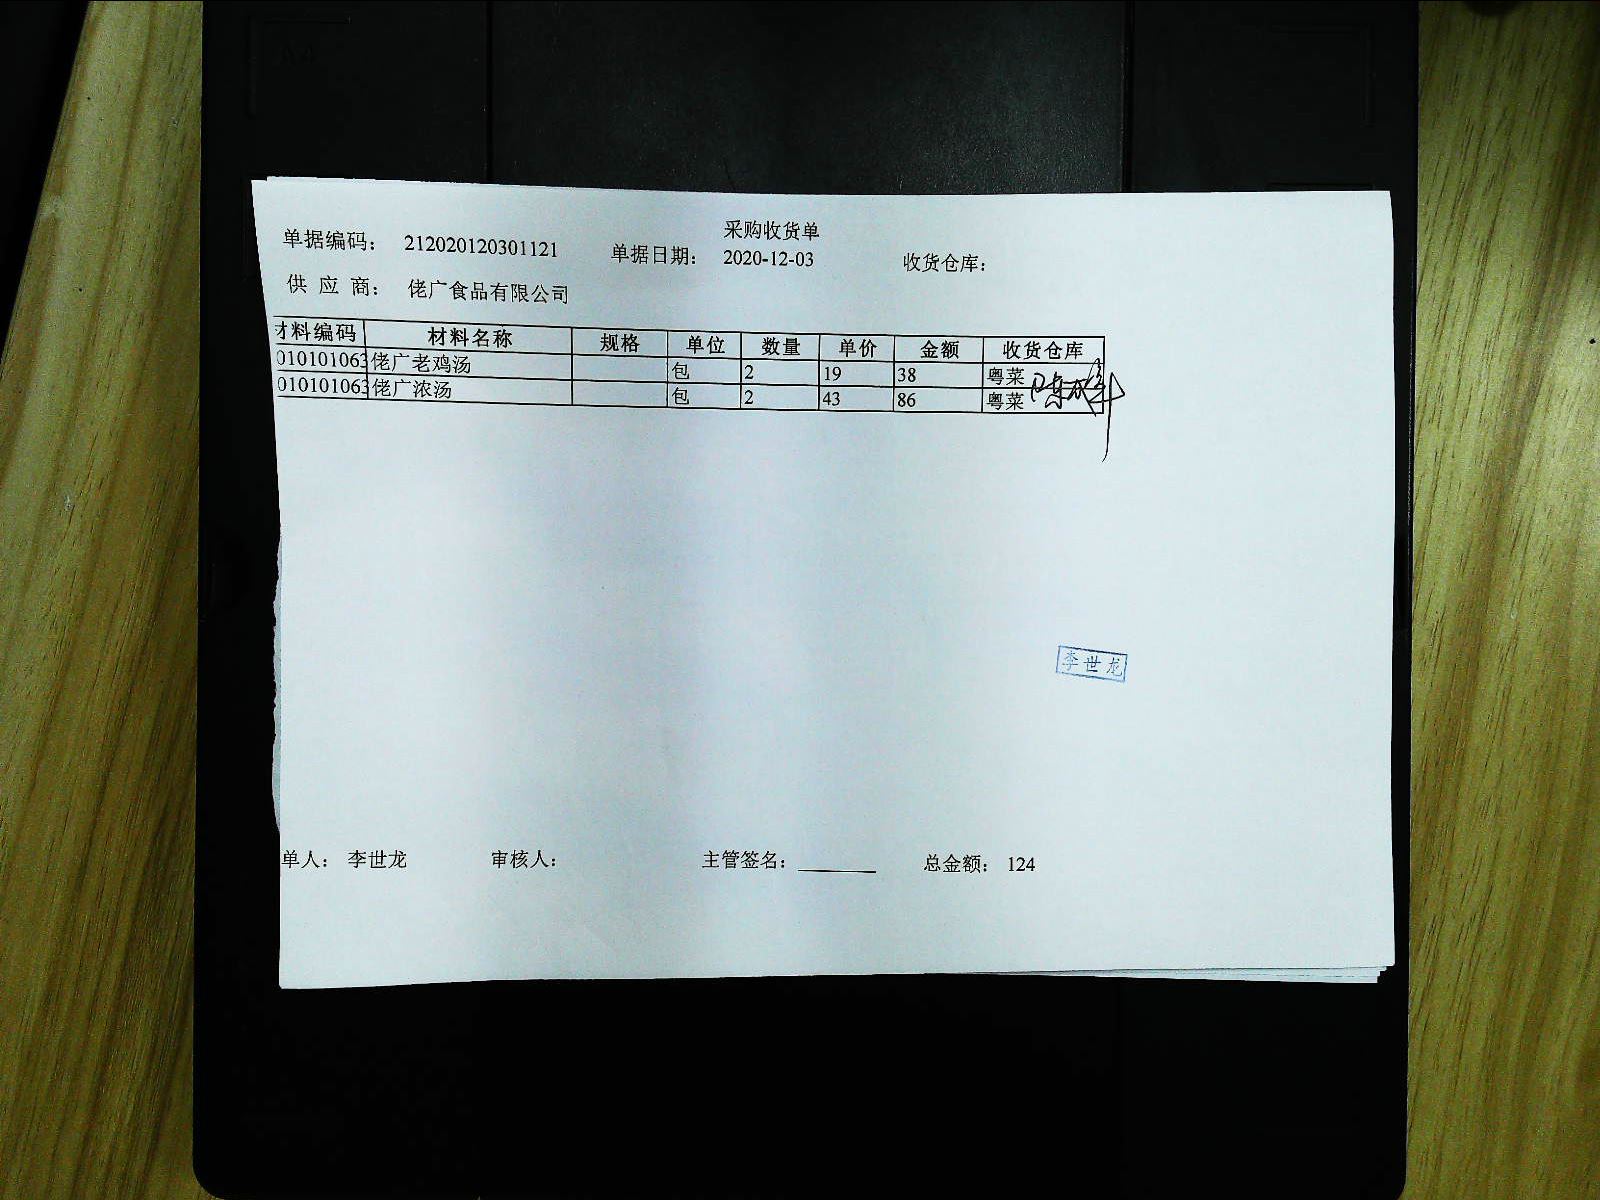 采购收货单
单据编码： 212020120301121 单据日期： 2020-12-03 收货仓库：
供 应 商： 佬广食品有限公司
材料编码 材料名称 规格 单位 数量 单价 金额 收货仓库
010101063 佬广老鸡汤 包 2 19 38 粤菜
010101063 佬广浓汤 包 2 43 86 粤菜
李世龙
单人： 李世龙 审核人： 主管签名： 总金额： 124